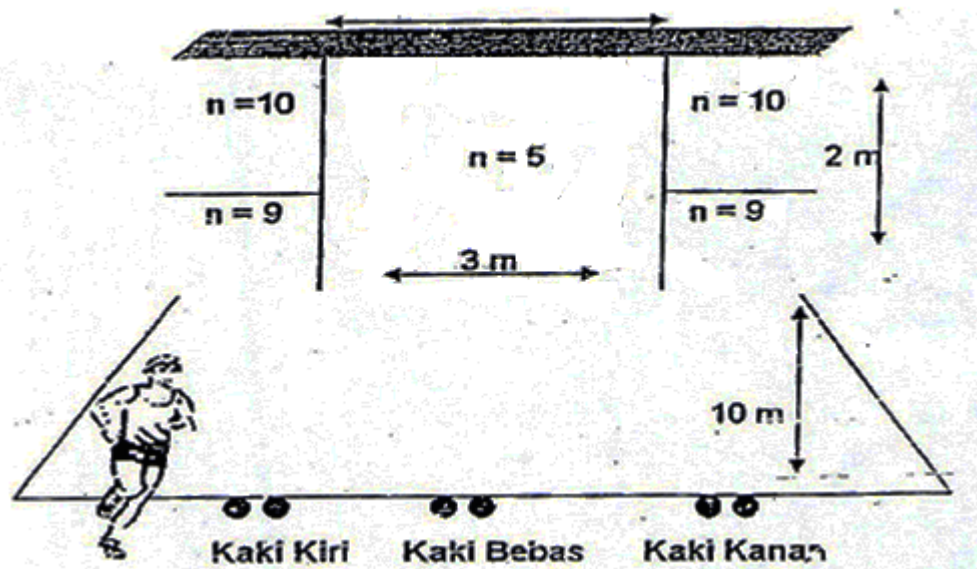 n =10
n = 10
n = 5
2 m
n = 9
n = 9
3 m
10 m
Kaki Kiri
Kaki Bebas
Kaki Kanan